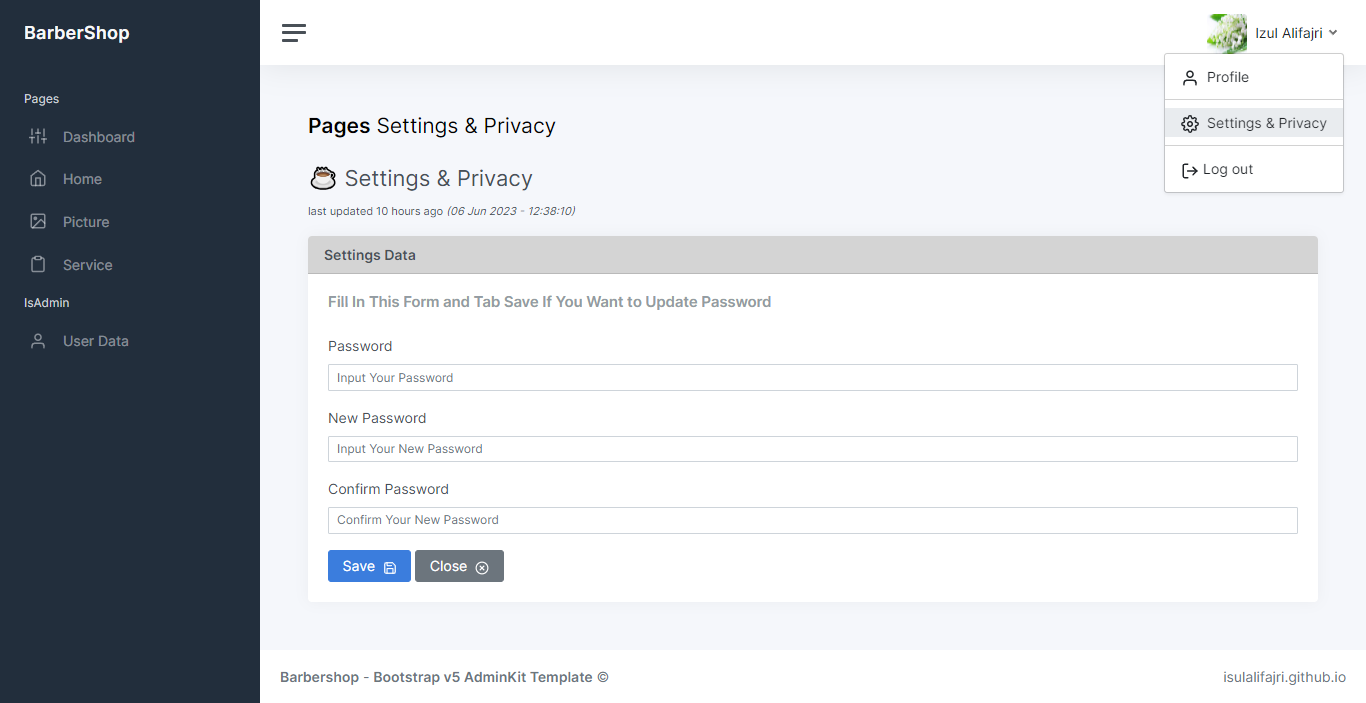 BarberShop
Pages
Dashboard
Home
Picture
Service
IsAdmin
User Data
Izul Alifajri
Profile
Settings & Privacy
Log out
Pages Settings & Privacy
Settings & Privacy
last updated 10 hours ago (06 Jun 2023 - 12:38:10)
Settings Data
Fill In This Form and Tab Save If You Want to Update Password
Password
Input Your Password
New Password
Input Your New Password
Confirm Password
Confirm Your New Password
Save
Close
Barbershop - Bootstrap v5 AdminKit Template ©
isulalifajri.github.io